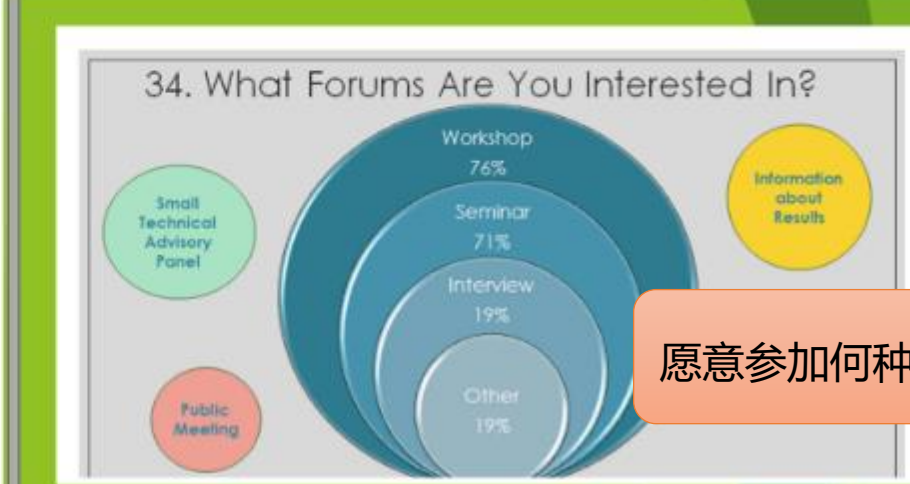 34. What Forums Are You Interested In?
Workshop
76%
Seminar
71%
Interview
19%
Other
19%
Small
Technical
Advisory
Panel
Public
Meeting
Information
about
Results
愿意参加何种